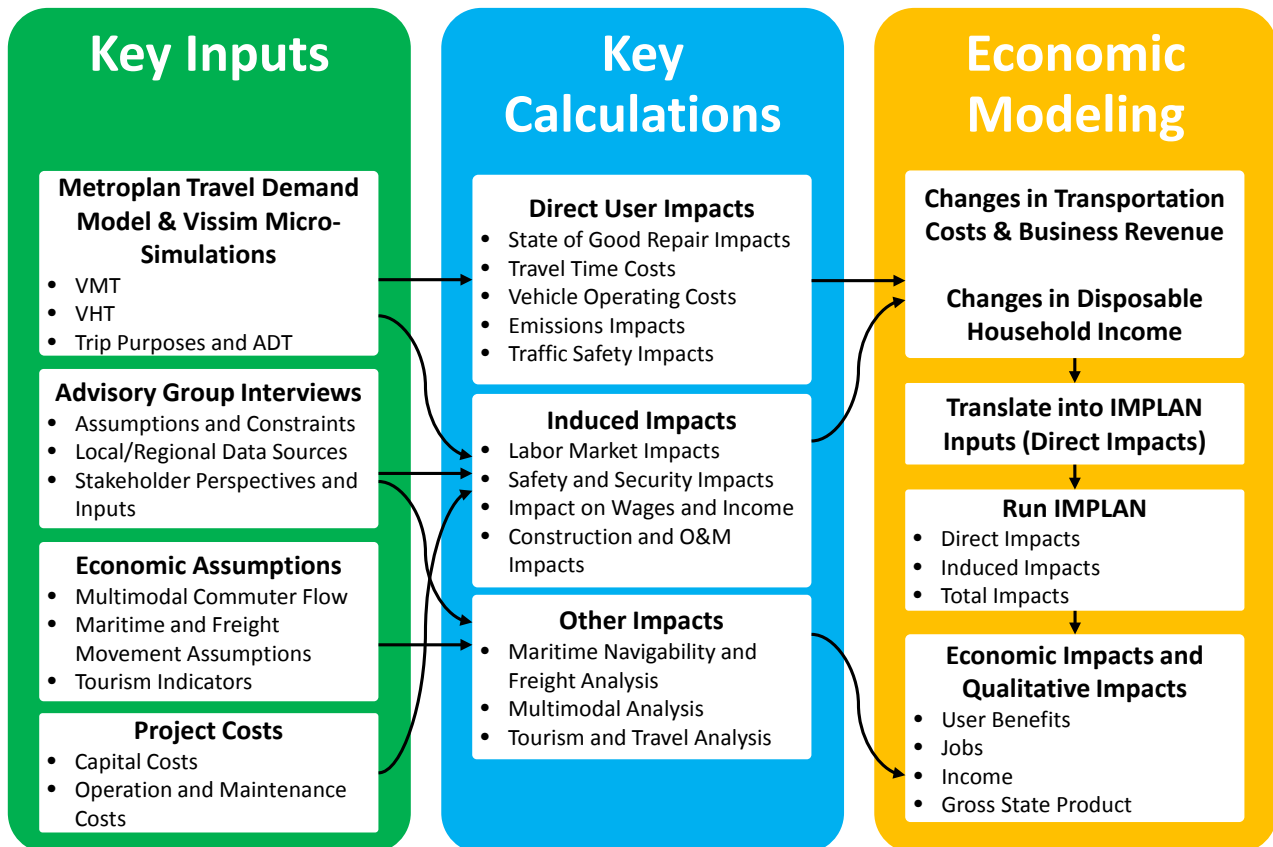 Key Inputs
Metroplan Travel Demand
Model & Vissim Micro-
Simulations
• VMT
• VHT
• Trip Purposes and ADT
Advisory Group Interviews
• Assumptions and Constraints
• Local/Regional Data Sources
• Stakeholder Perspectives and
Inputs
Economic Assumptions
• Multimodal Commuter Flow
• Maritime and Freight
Movement Assumptions
• Tourism Indicators
Project Costs
• Capital Costs
• Operation and Maintenance
Costs
Key
Calculations
Direct User Impacts
• State of Good Repair Impacts
• Travel Time Costs
• Vehicle Operating Costs
• Emissions Impacts
• Traffic Safety Impacts
Induced Impacts
• Labor Market Impacts
• Safety and Security Impacts
• Impact on Wages and Income
• Construction and O&M
Impacts
Other Impacts
• Maritime Navigability and
Freight Analysis
• Multimodal Analysis
• Tourism and Travel Analysis
Economic
Modeling
Changes in Transportation
Costs & Business Revenue
Changes in Disposable
Household Income
Translate into IMPLAN
Inputs (Direct Impacts)
Run IMPLAN
• Direct Impacts
• Induced Impacts
• Total Impacts
Economic Impacts and
Qualitative Impacts
• User Benefits
• Jobs
• Income
• Gross State Product